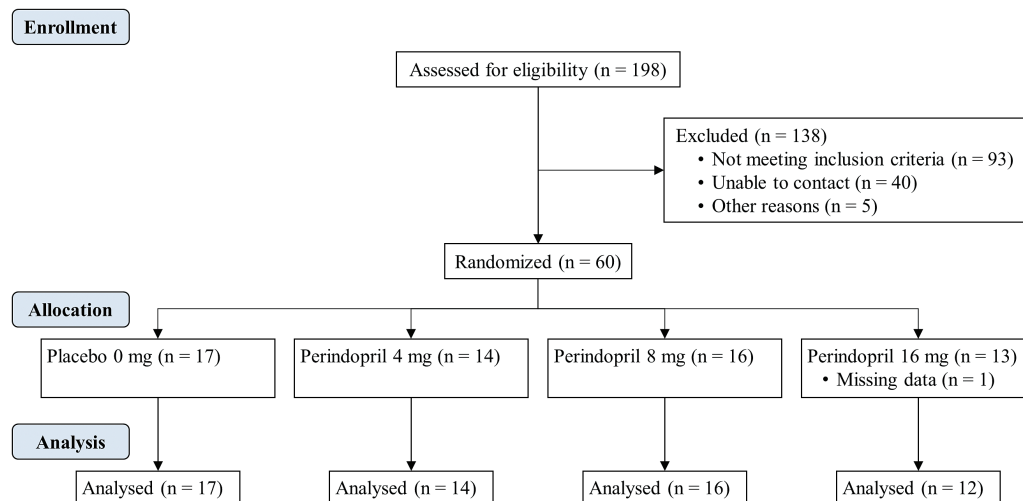 Enrollment
Assessed for eligibility (n = 198)
Excluded (n = 138)
• Not meeting inclusion criteria (n = 93)
• Unable to contact (n = 40)
• Other reasons (n = 5)
Randomized (n = 60)
Allocation
Placebo 0 mg (n = 17)
Perindopril 4 mg (n = 14)
Perindopril 8 mg (n = 16)
Perindopril 16 mg (n = 13)
• Missing data (n = 1)
Analysis
Analysed (n = 17)
Analysed (n = 14)
Analysed (n = 16)
Analysed (n = 12)